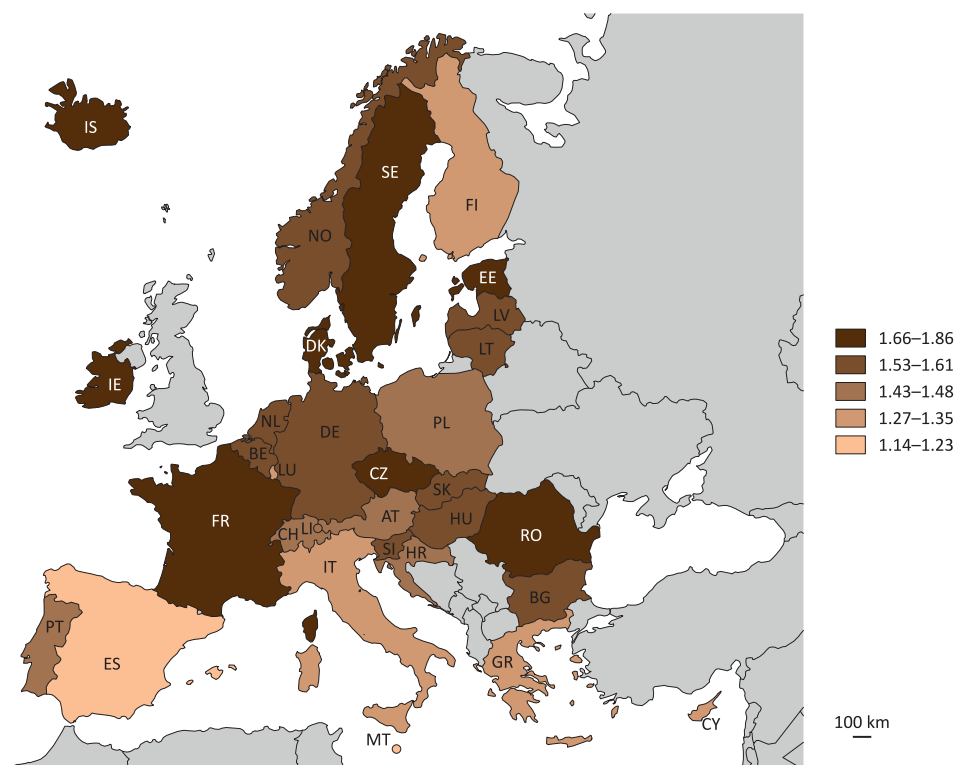 IS
SE
FI
NO
EE
LV
DK
LT
IE
NL
DE
PL
BE
LU
CZ
SK
FR
AT
HU
CH
LI
RO
SI
HR
IT
BG
PT
ES
GR
CY
MT
1.66–1.86
1.53–1.61
1.43–1.48
1.27–1.35
1.14–1.23
100 km